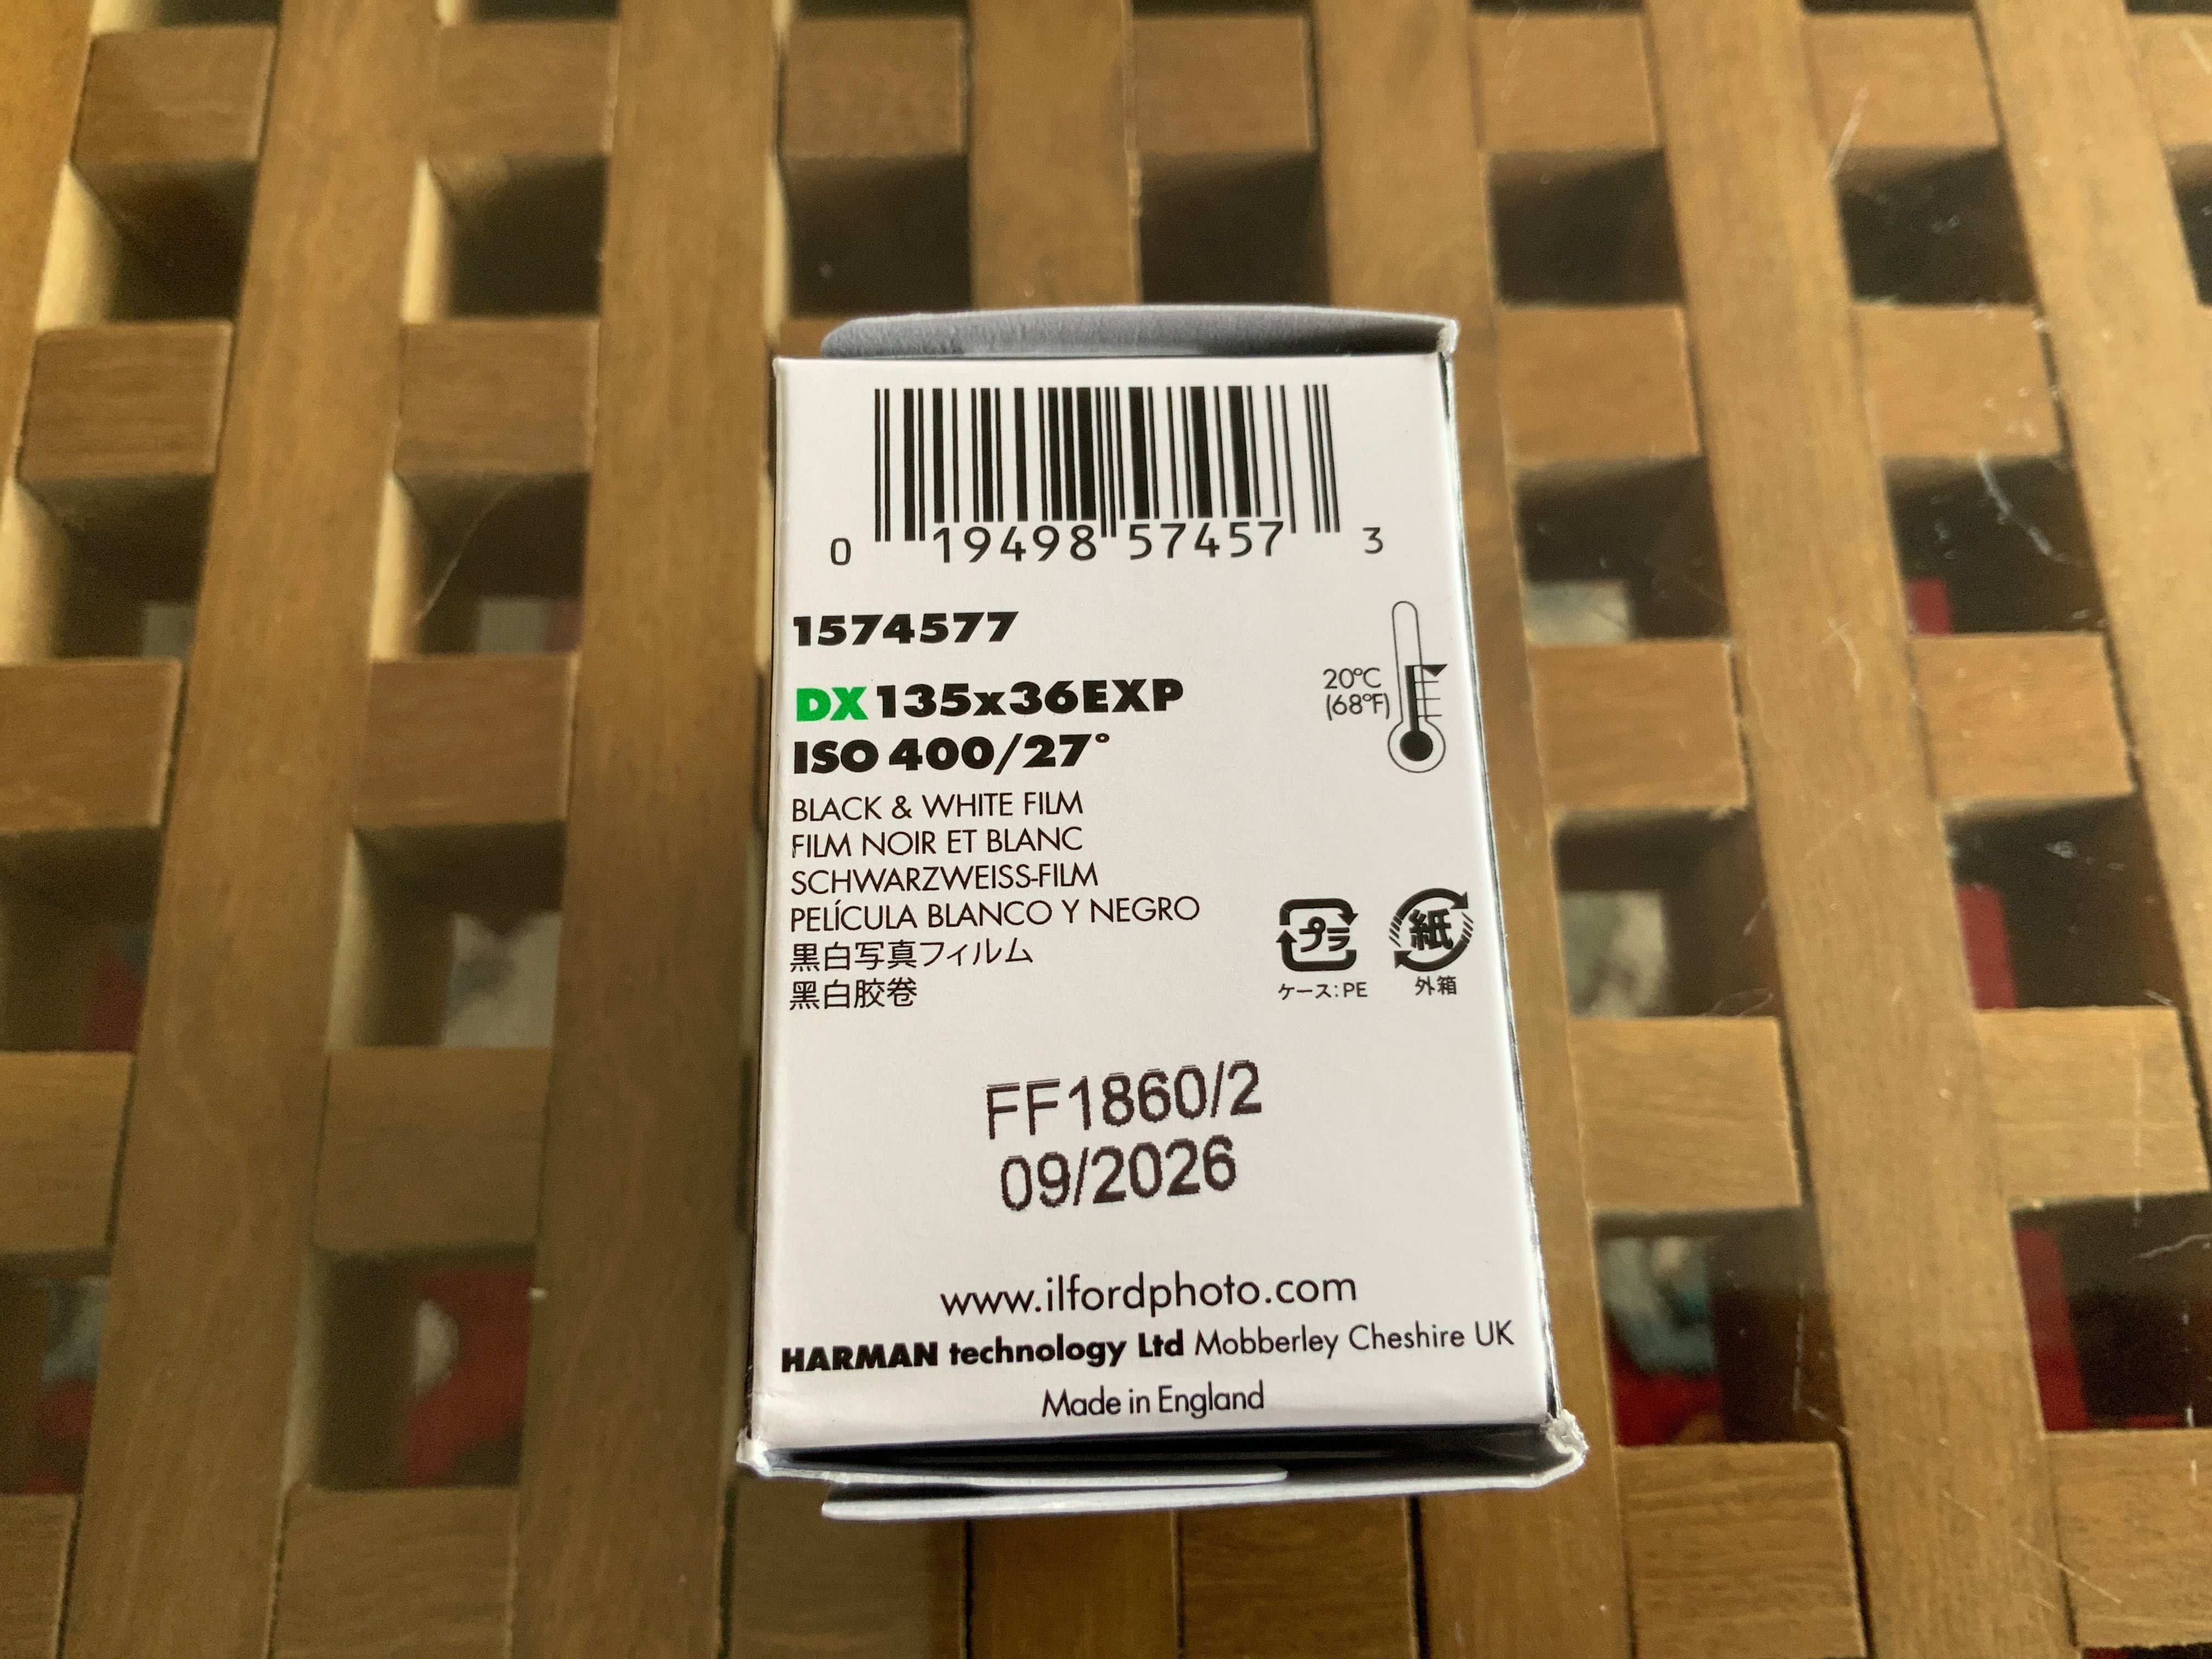 0 19498 57457 3
1574577
DX 135x36EXP
ISO 400/27°
20°C
(68°F)
BLACK & WHITE FILM
FILM NOIR ET BLANC
SCHWARZWEISS-FILM
PELÍCULA BLANCO Y NEGRO
黒白写真フィルム
黑白胶卷
プラ
ケース:PE
紙
外箱
FF1860/2
09/2026
www.ilfordphoto.com
HARMAN technology Ltd Mobberley Cheshire UK
Made in England